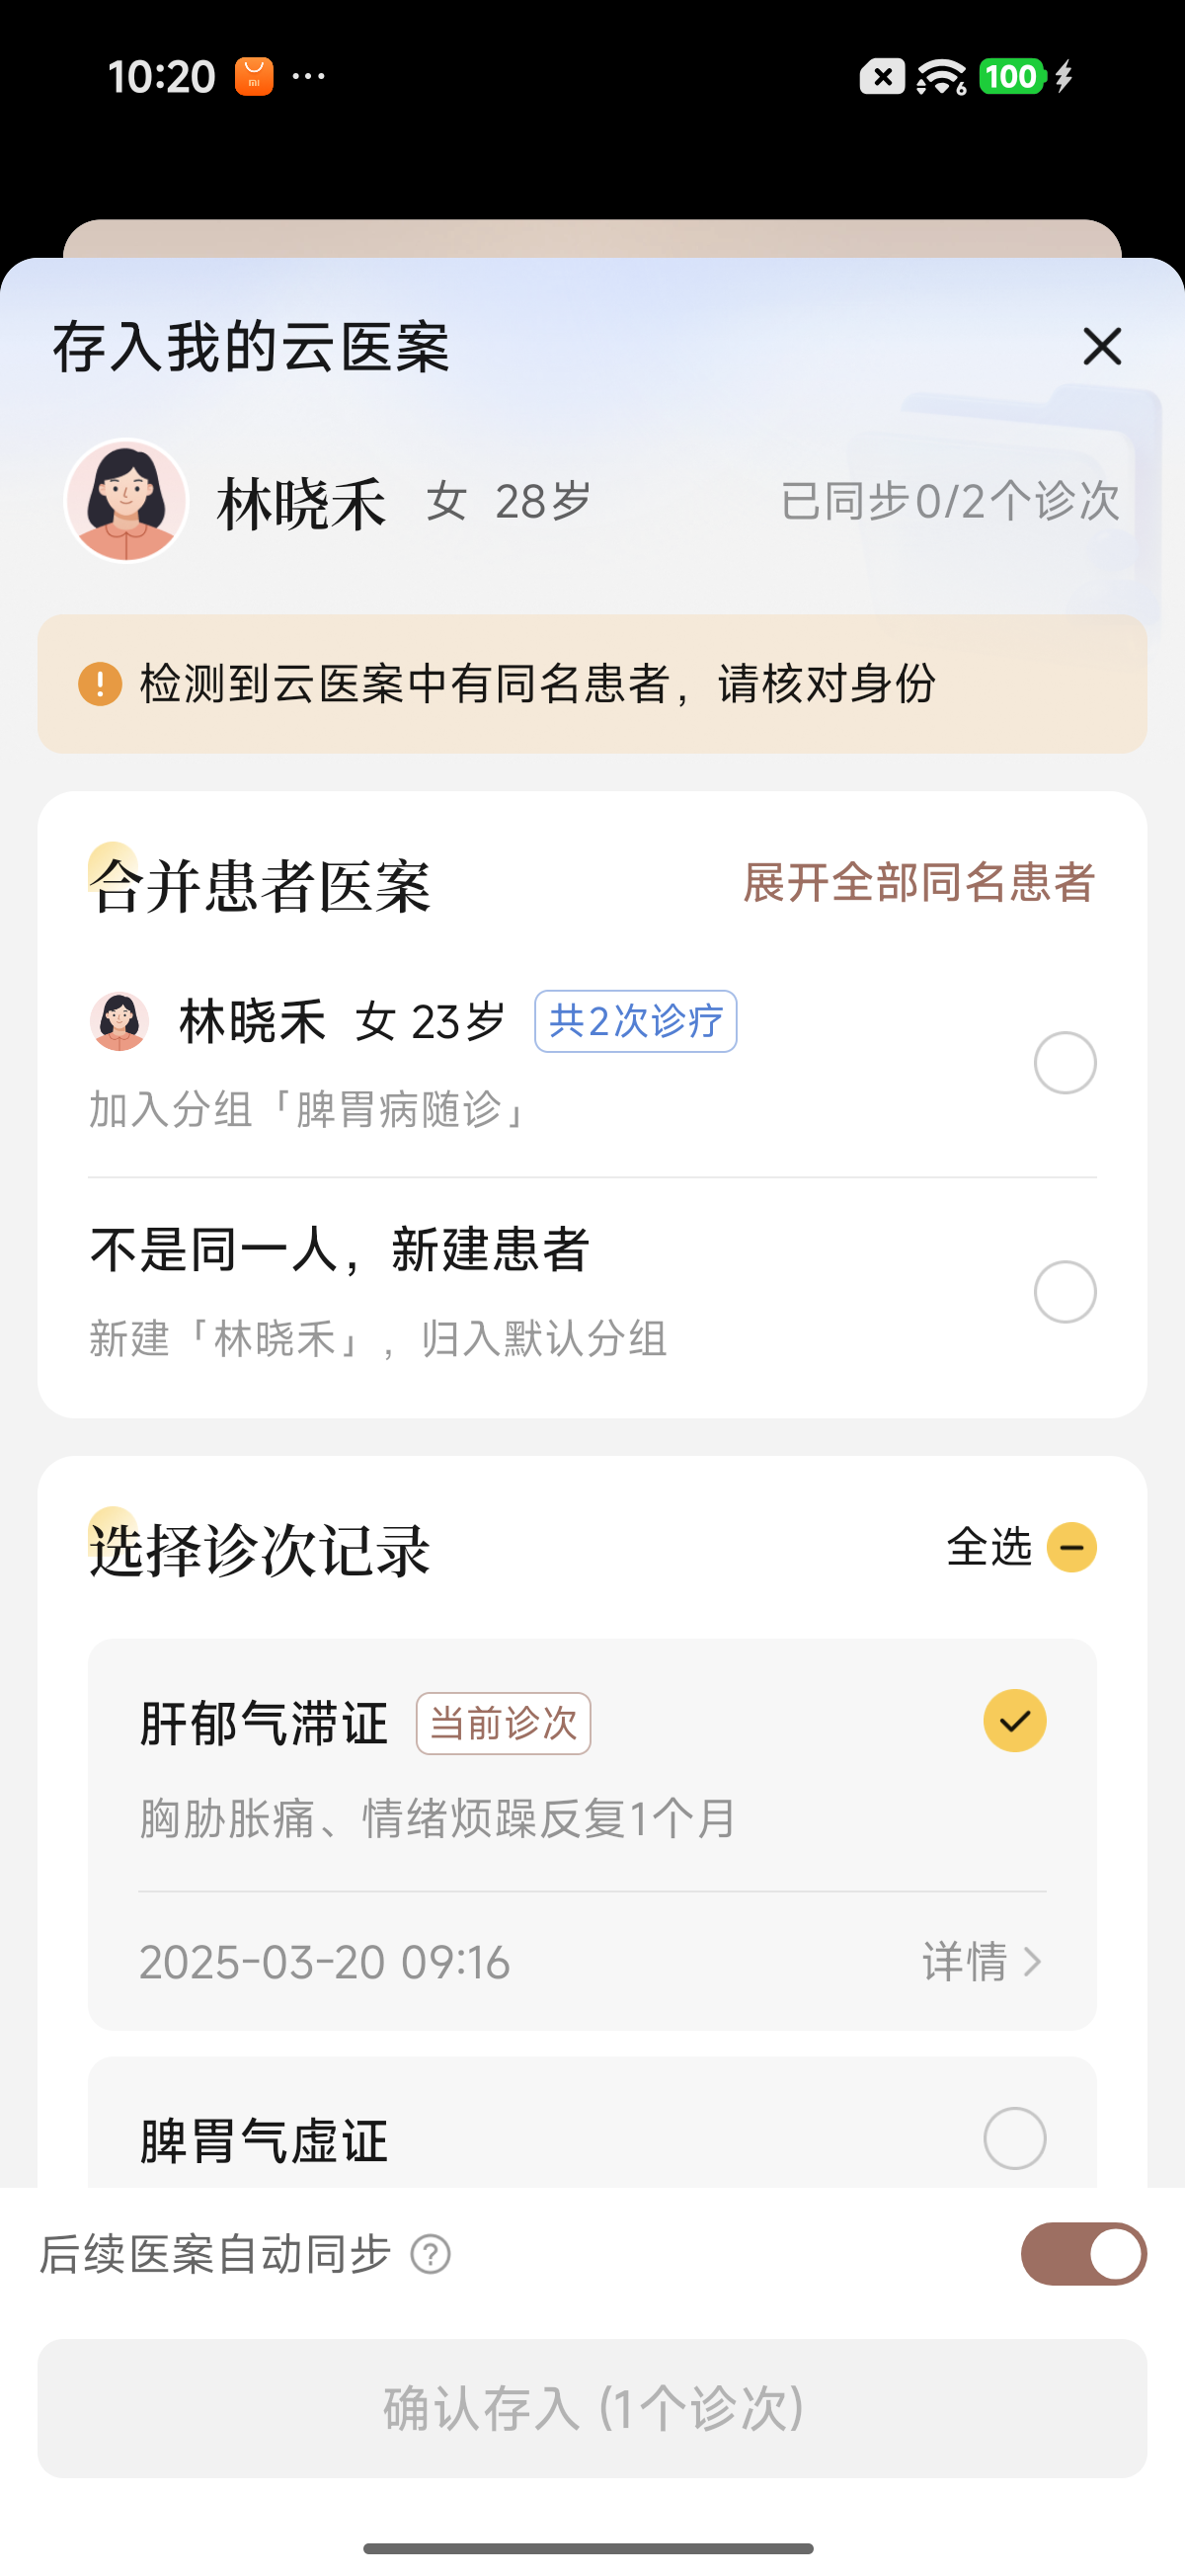 10:20 mi ··· 6 100
存入我的云医案
林晓禾 女 28岁 已同步0/2个诊次
检测到云医案中有同名患者，请核对身份
合并患者医案 展开全部同名患者
林晓禾 女 23岁 共2次诊疗
加入分组「脾胃病随诊」
不是同一人，新建患者
新建「林晓禾」，归入默认分组
选择诊次记录 全选
肝郁气滞证 当前诊次
胸胁胀痛、情绪烦躁反复1个月
2025-03-20 09:16 详情
脾胃气虚证
后续医案自动同步 ?
确认存入 (1个诊次)